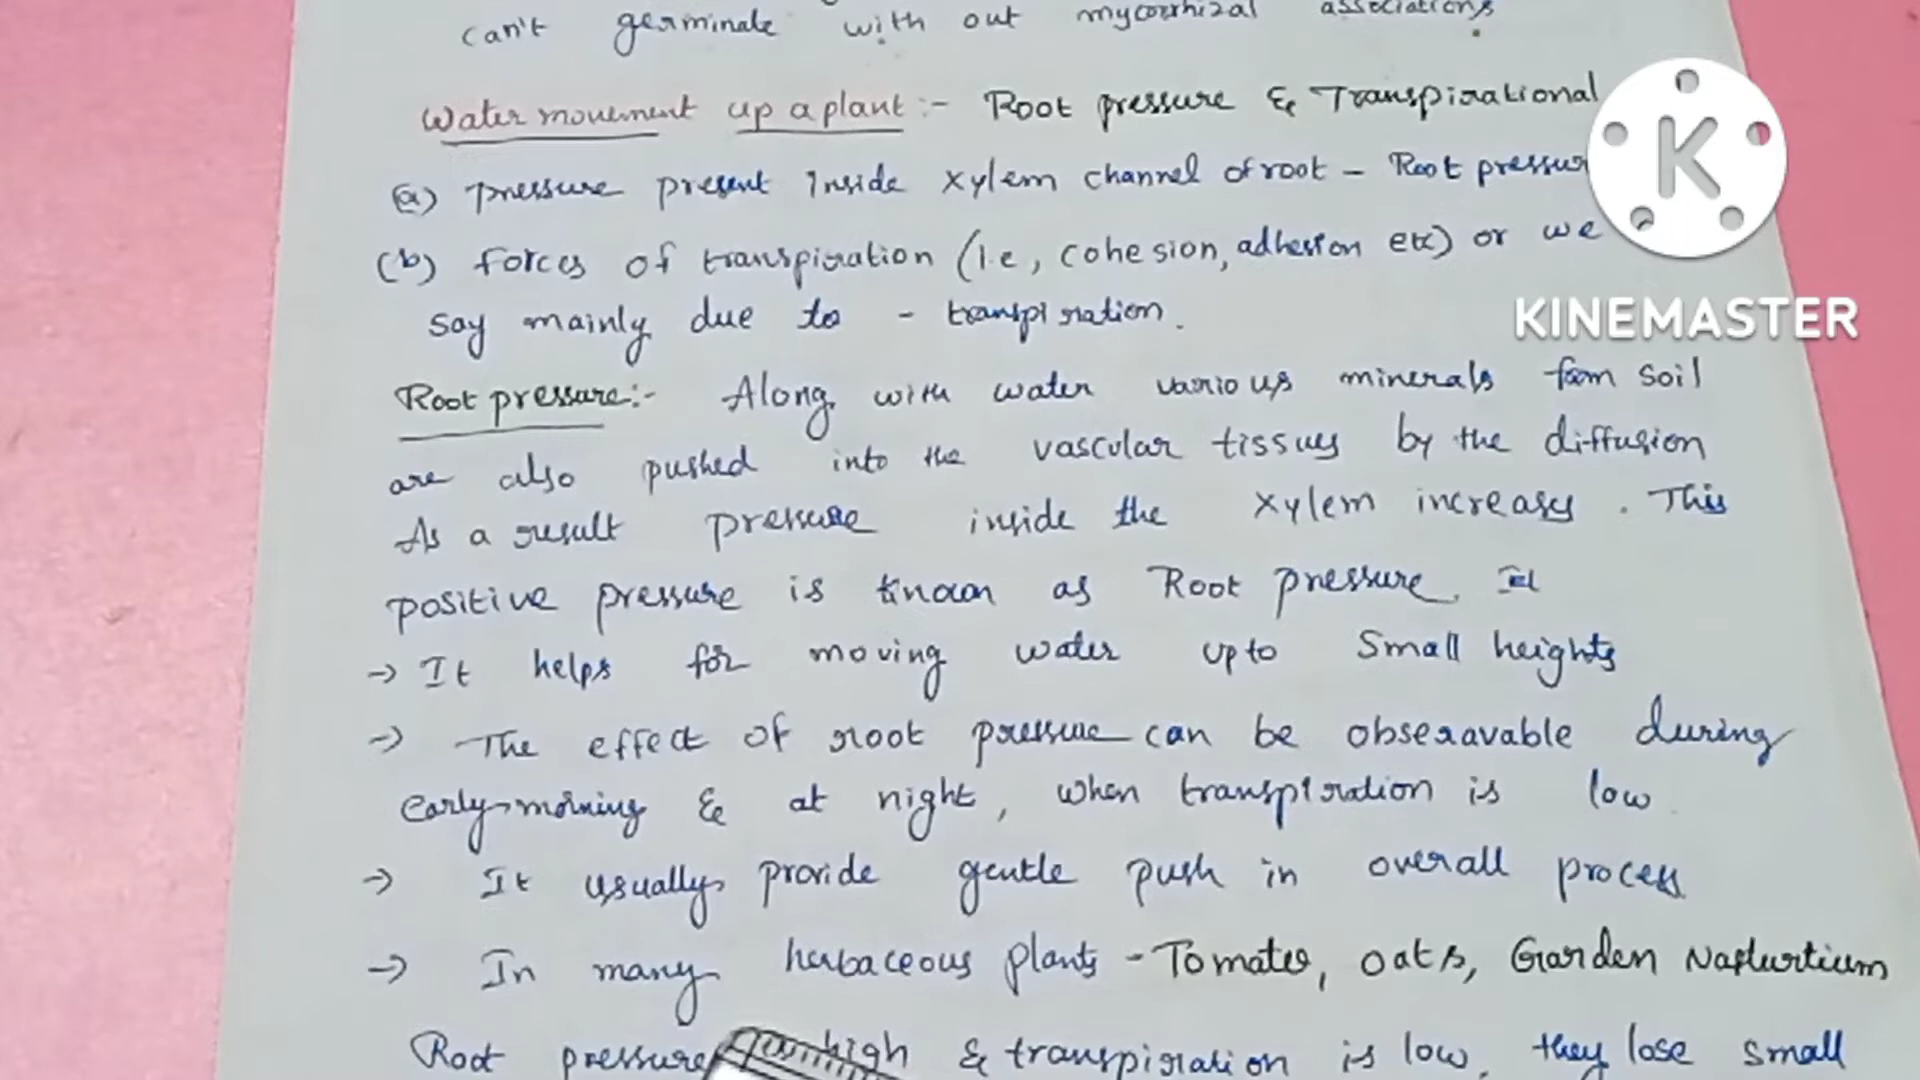 can't germinate with out mycorrhizal associations
Water movement up a plant :- Root pressure & Transpirational
(a) pressure present Inside xylem channel of root - Root pressur
(b) forces of transpiration (I.e, cohesion, adhesion etc) or we
say mainly due to - transpiration.
Root pressure:- Along with water various minerals fom soil
are also pushed into the vascular tissues by the diffusion
As a result pressure inside the xylem increases. This
positive pressure is known as Root pressure.
→ It helps for moving water upto Small heights
→ The effect of root pressure can be obseravable during
early morning & at night, when transpiration is low
→ It usually provide gentle push in overall process
→ In many herbaceous plants - Tomatos, oats, Garden Nasturtium
Root pressure high & transpiration is low, they lose small
K
KINEMASTER